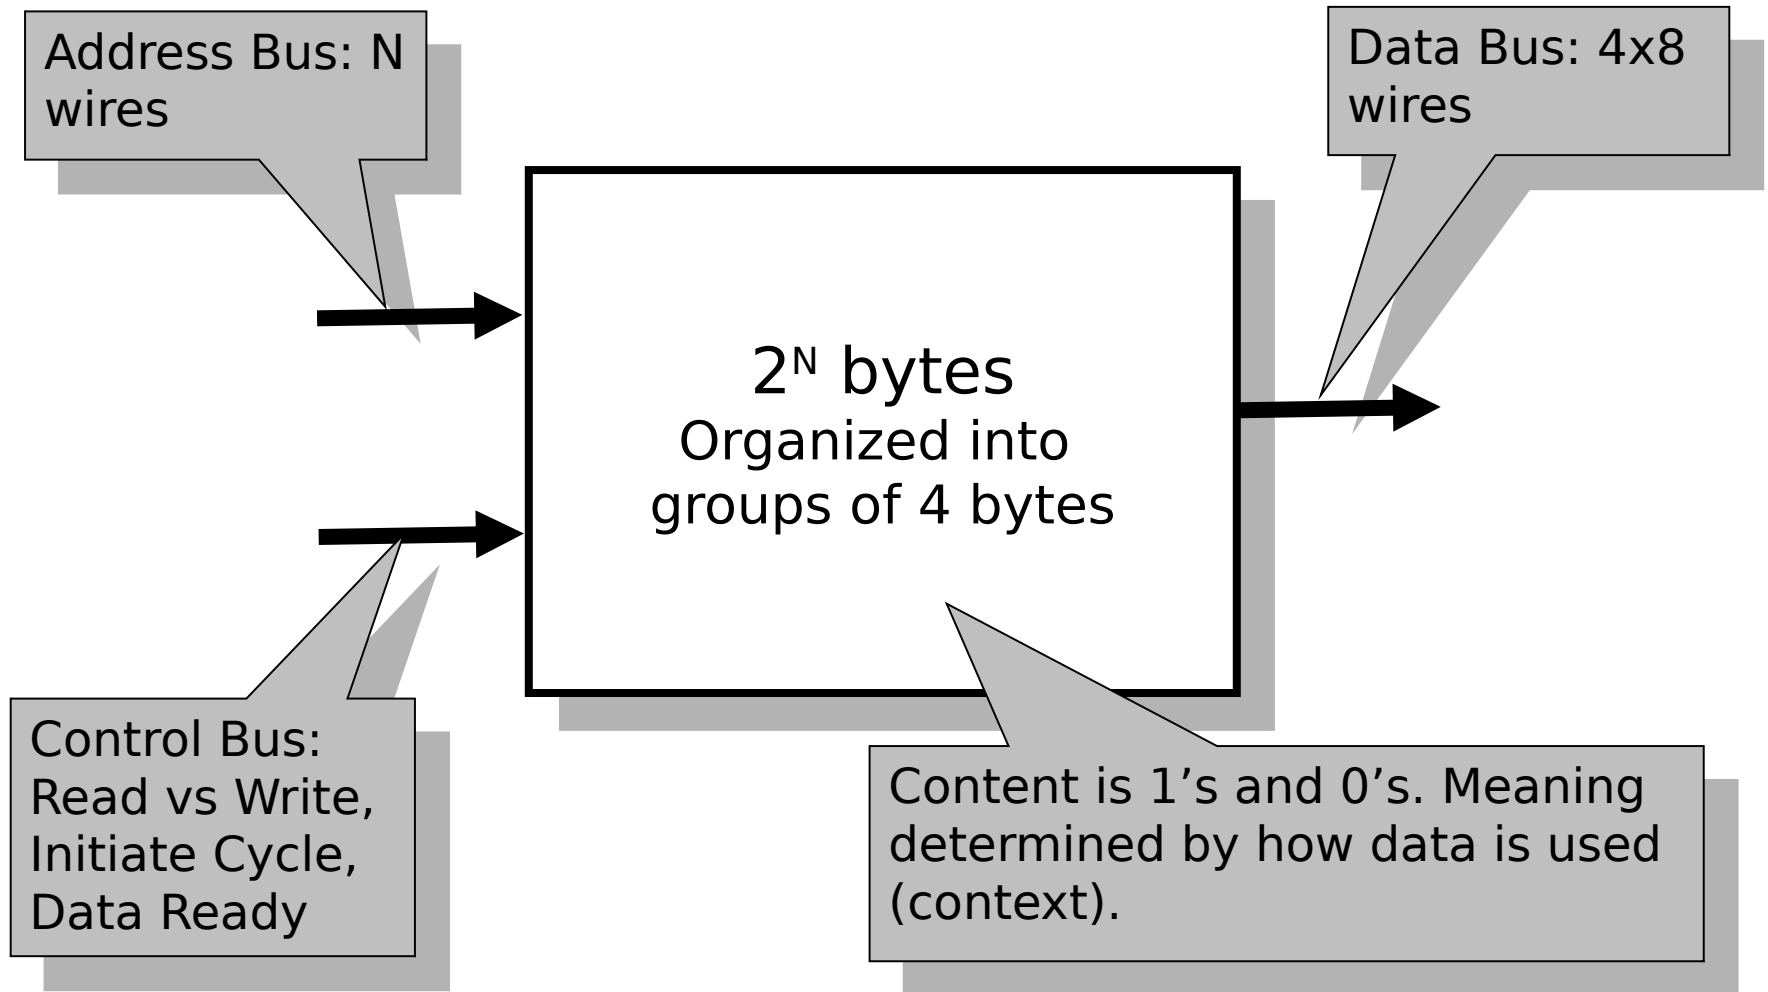 Address Bus: N
wires
Data Bus: 4x8
wires
2ᴺ bytes
Organized into
groups of 4 bytes
Control Bus:
Read vs Write,
Initiate Cycle,
Data Ready
Content is 1’s and 0’s. Meaning
determined by how data is used
(context).